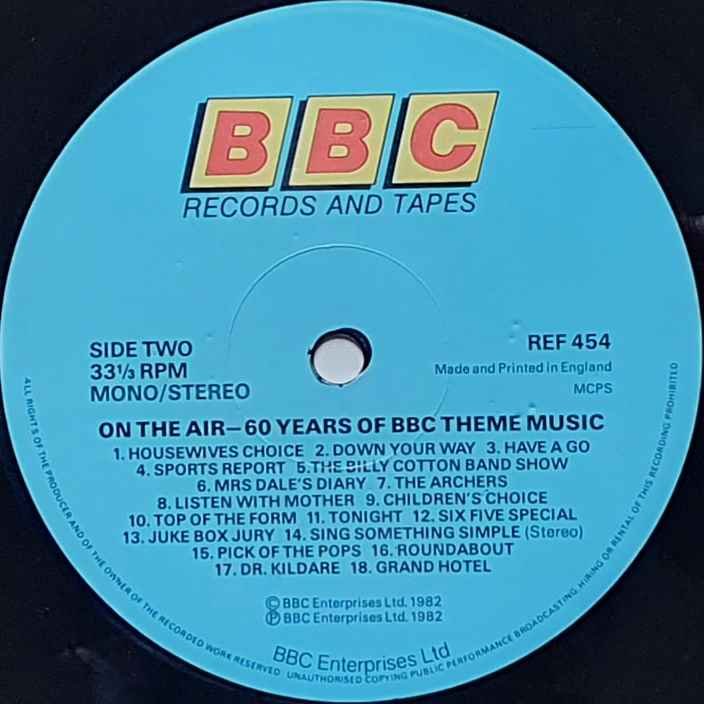 BBC
RECORDS AND TAPES
SIDE TWO
33⅓ RPM
MONO/STEREO
REF 454
Made and Printed in England
MCPS
ON THE AIR—60 YEARS OF BBC THEME MUSIC
1. HOUSEWIVES CHOICE 2. DOWN YOUR WAY 3. HAVE A GO
4. SPORTS REPORT 5. THE BILLY COTTON BAND SHOW
6. MRS DALE'S DIARY 7. THE ARCHERS
8. LISTEN WITH MOTHER 9. CHILDREN'S CHOICE
10. TOP OF THE FORM 11. TONIGHT 12. SIX FIVE SPECIAL
13. JUKE BOX JURY 14. SING SOMETHING SIMPLE (Stereo)
15. PICK OF THE POPS 16. ROUNDABOUT
17. DR. KILDARE 18. GRAND HOTEL
© BBC Enterprises Ltd. 1982
℗ BBC Enterprises Ltd. 1982
BBC Enterprises Ltd
ALL RIGHTS OF THE PRODUCER AND OF THE OWNER OF THE RECORDED WORK RESERVED UNAUTHORISED COPYING PUBLIC PERFORMANCE BROADCASTING HIRING OR RENTAL OF THIS RECORDING PROHIBITED